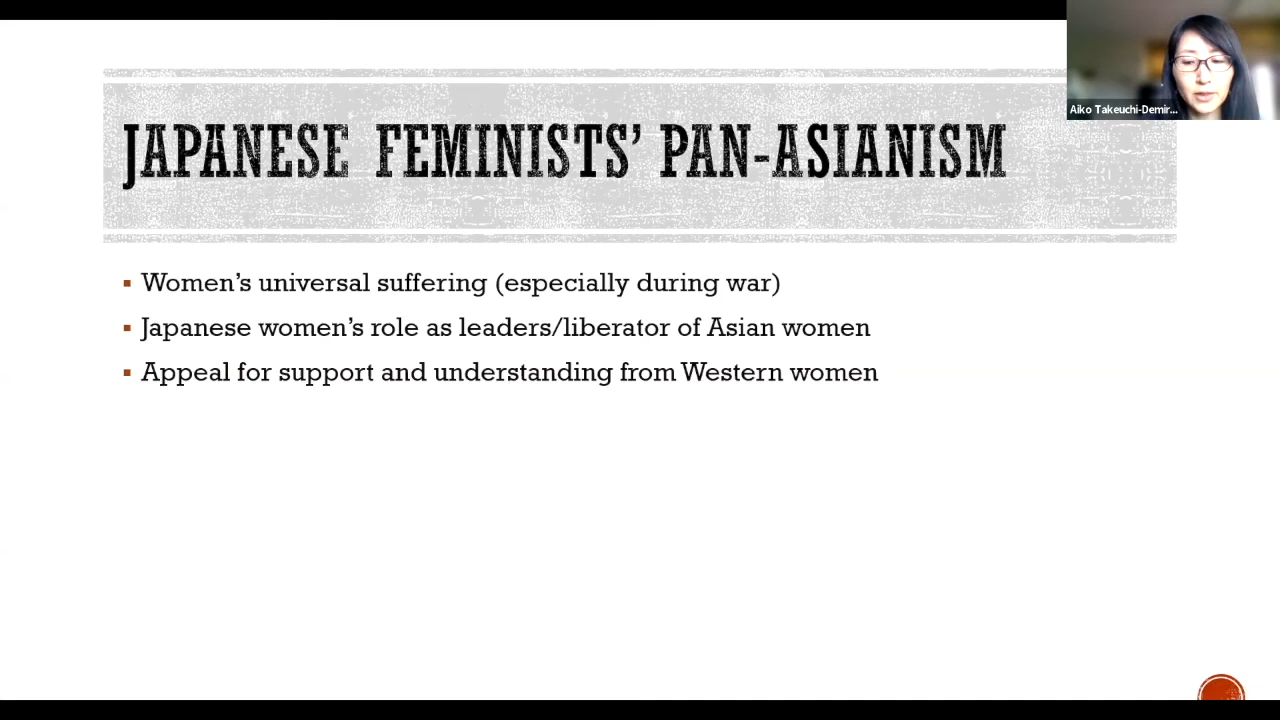 Aiko Takeuchi-Demir...
JAPANESE FEMINISTS’ PAN-ASIANISM
Women’s universal suffering (especially during war)
Japanese women’s role as leaders/liberator of Asian women
Appeal for support and understanding from Western women